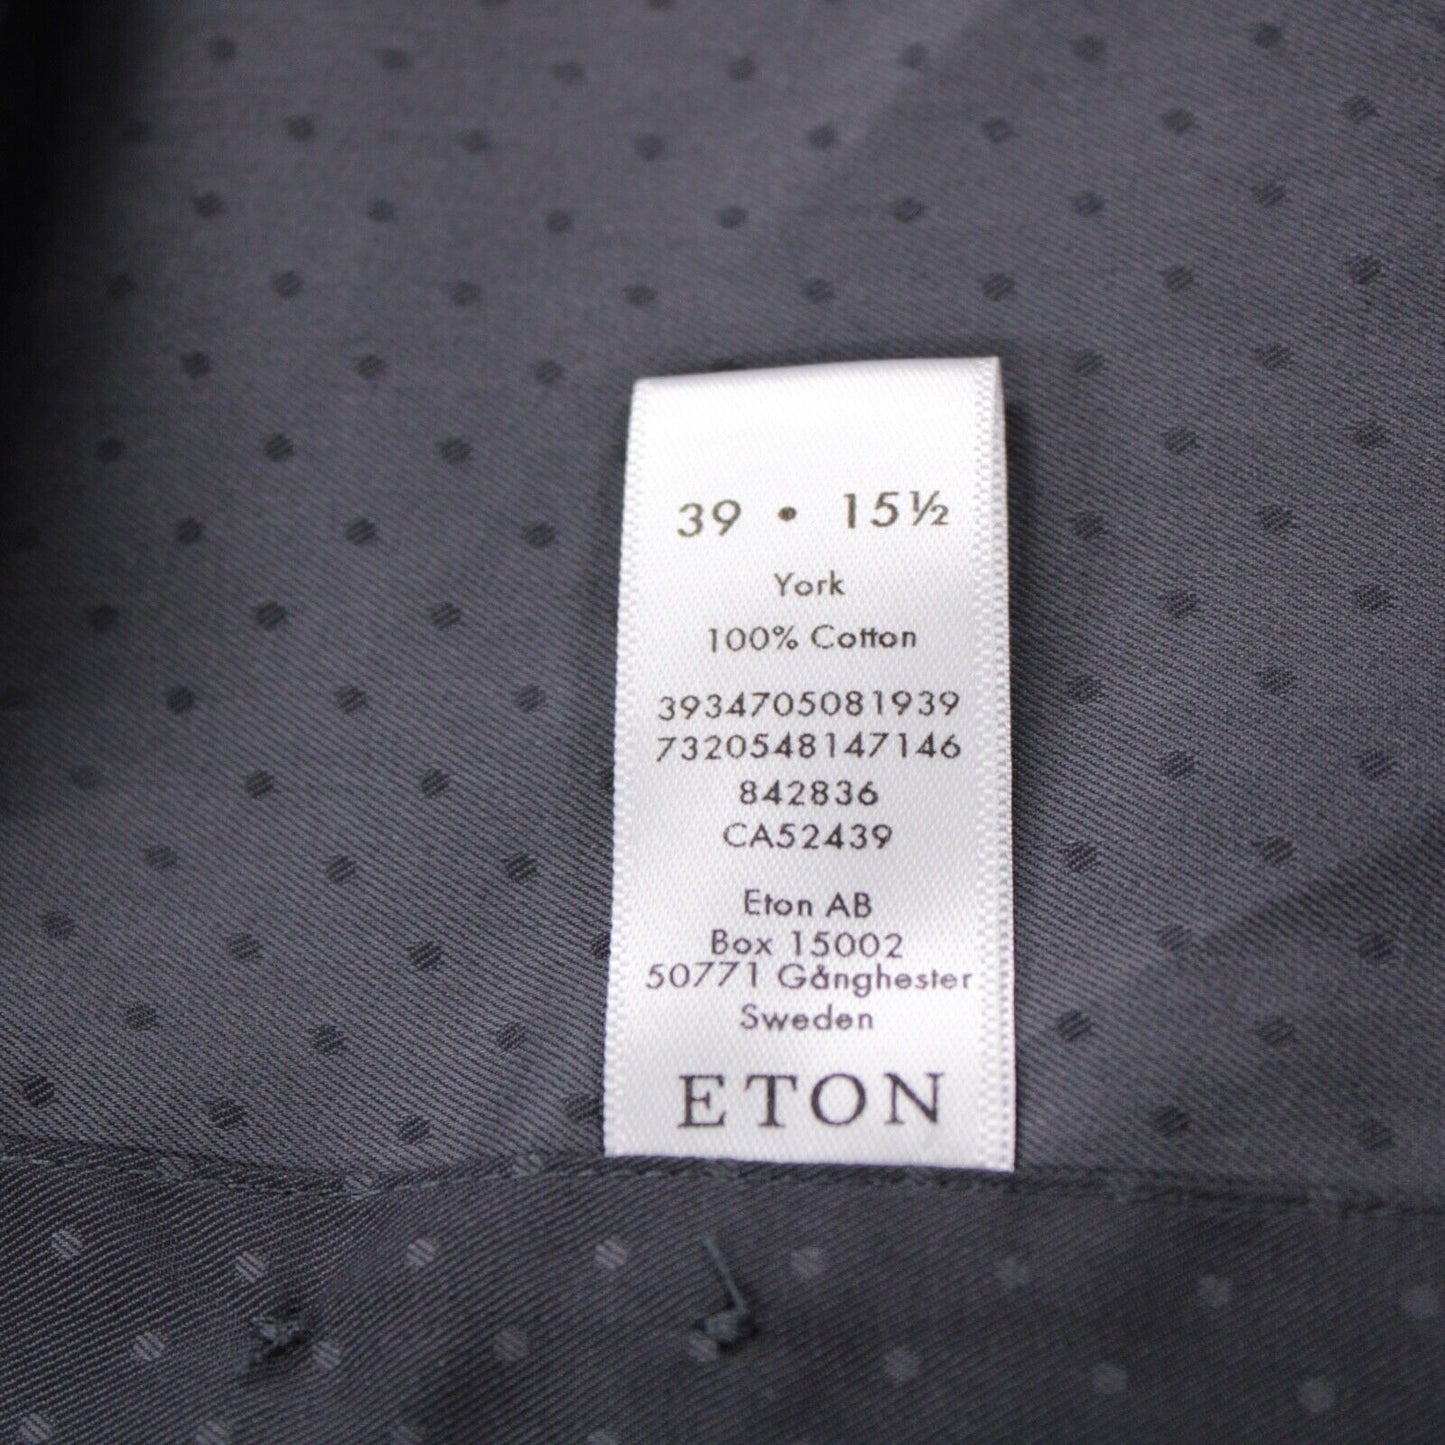 39 • 15½
York
100% Cotton
3934705081939
7320548147146
842836
CA52439
Eton AB
Box 15002
50771 Gånghester
Sweden
ETON